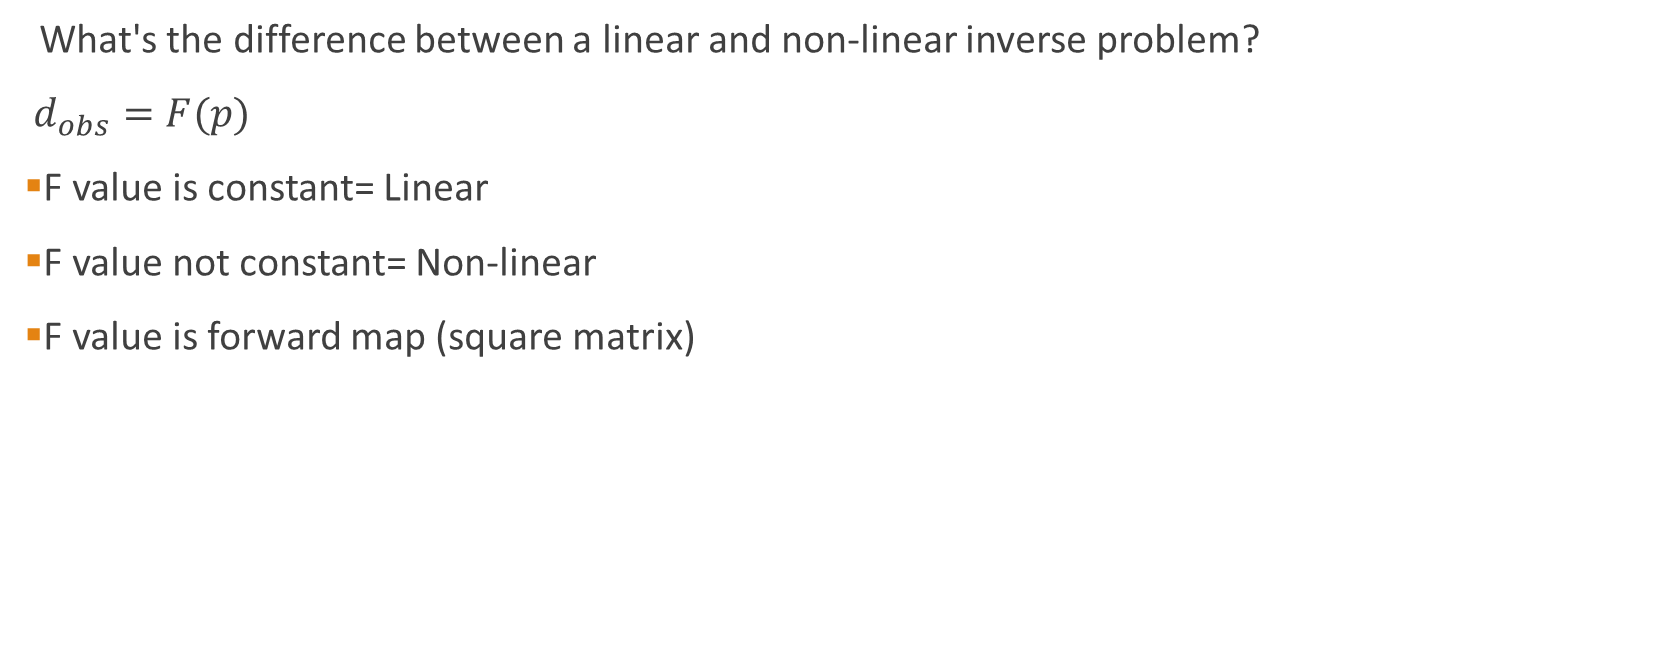 What's the difference between a linear and non-linear inverse problem?
d_obs = F(p)
▪F value is constant= Linear
▪F value not constant= Non-linear
▪F value is forward map (square matrix)